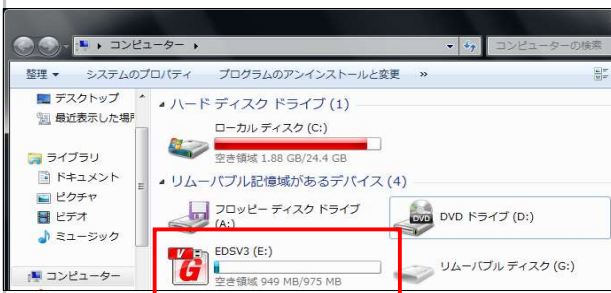 コンピューター
コンピューターの検索
整理 システムのプロパティ プログラムのアンインストールと変更 »
デスクトップ
最近表示した場所
ライブラリ
ドキュメント
ピクチャ
ビデオ
ミュージック
コンピューター
ハード ディスク ドライブ (1)
ローカル ディスク (C:)
空き領域 1.88 GB/24.4 GB
リムーバブル記憶域があるデバイス (4)
フロッピー ディスク ドライブ
(A:)
DVD
DVD ドライブ (D:)
V3
G
EDSV3 (E:)
空き領域 949 MB/975 MB
リムーバブル ディスク (G:)